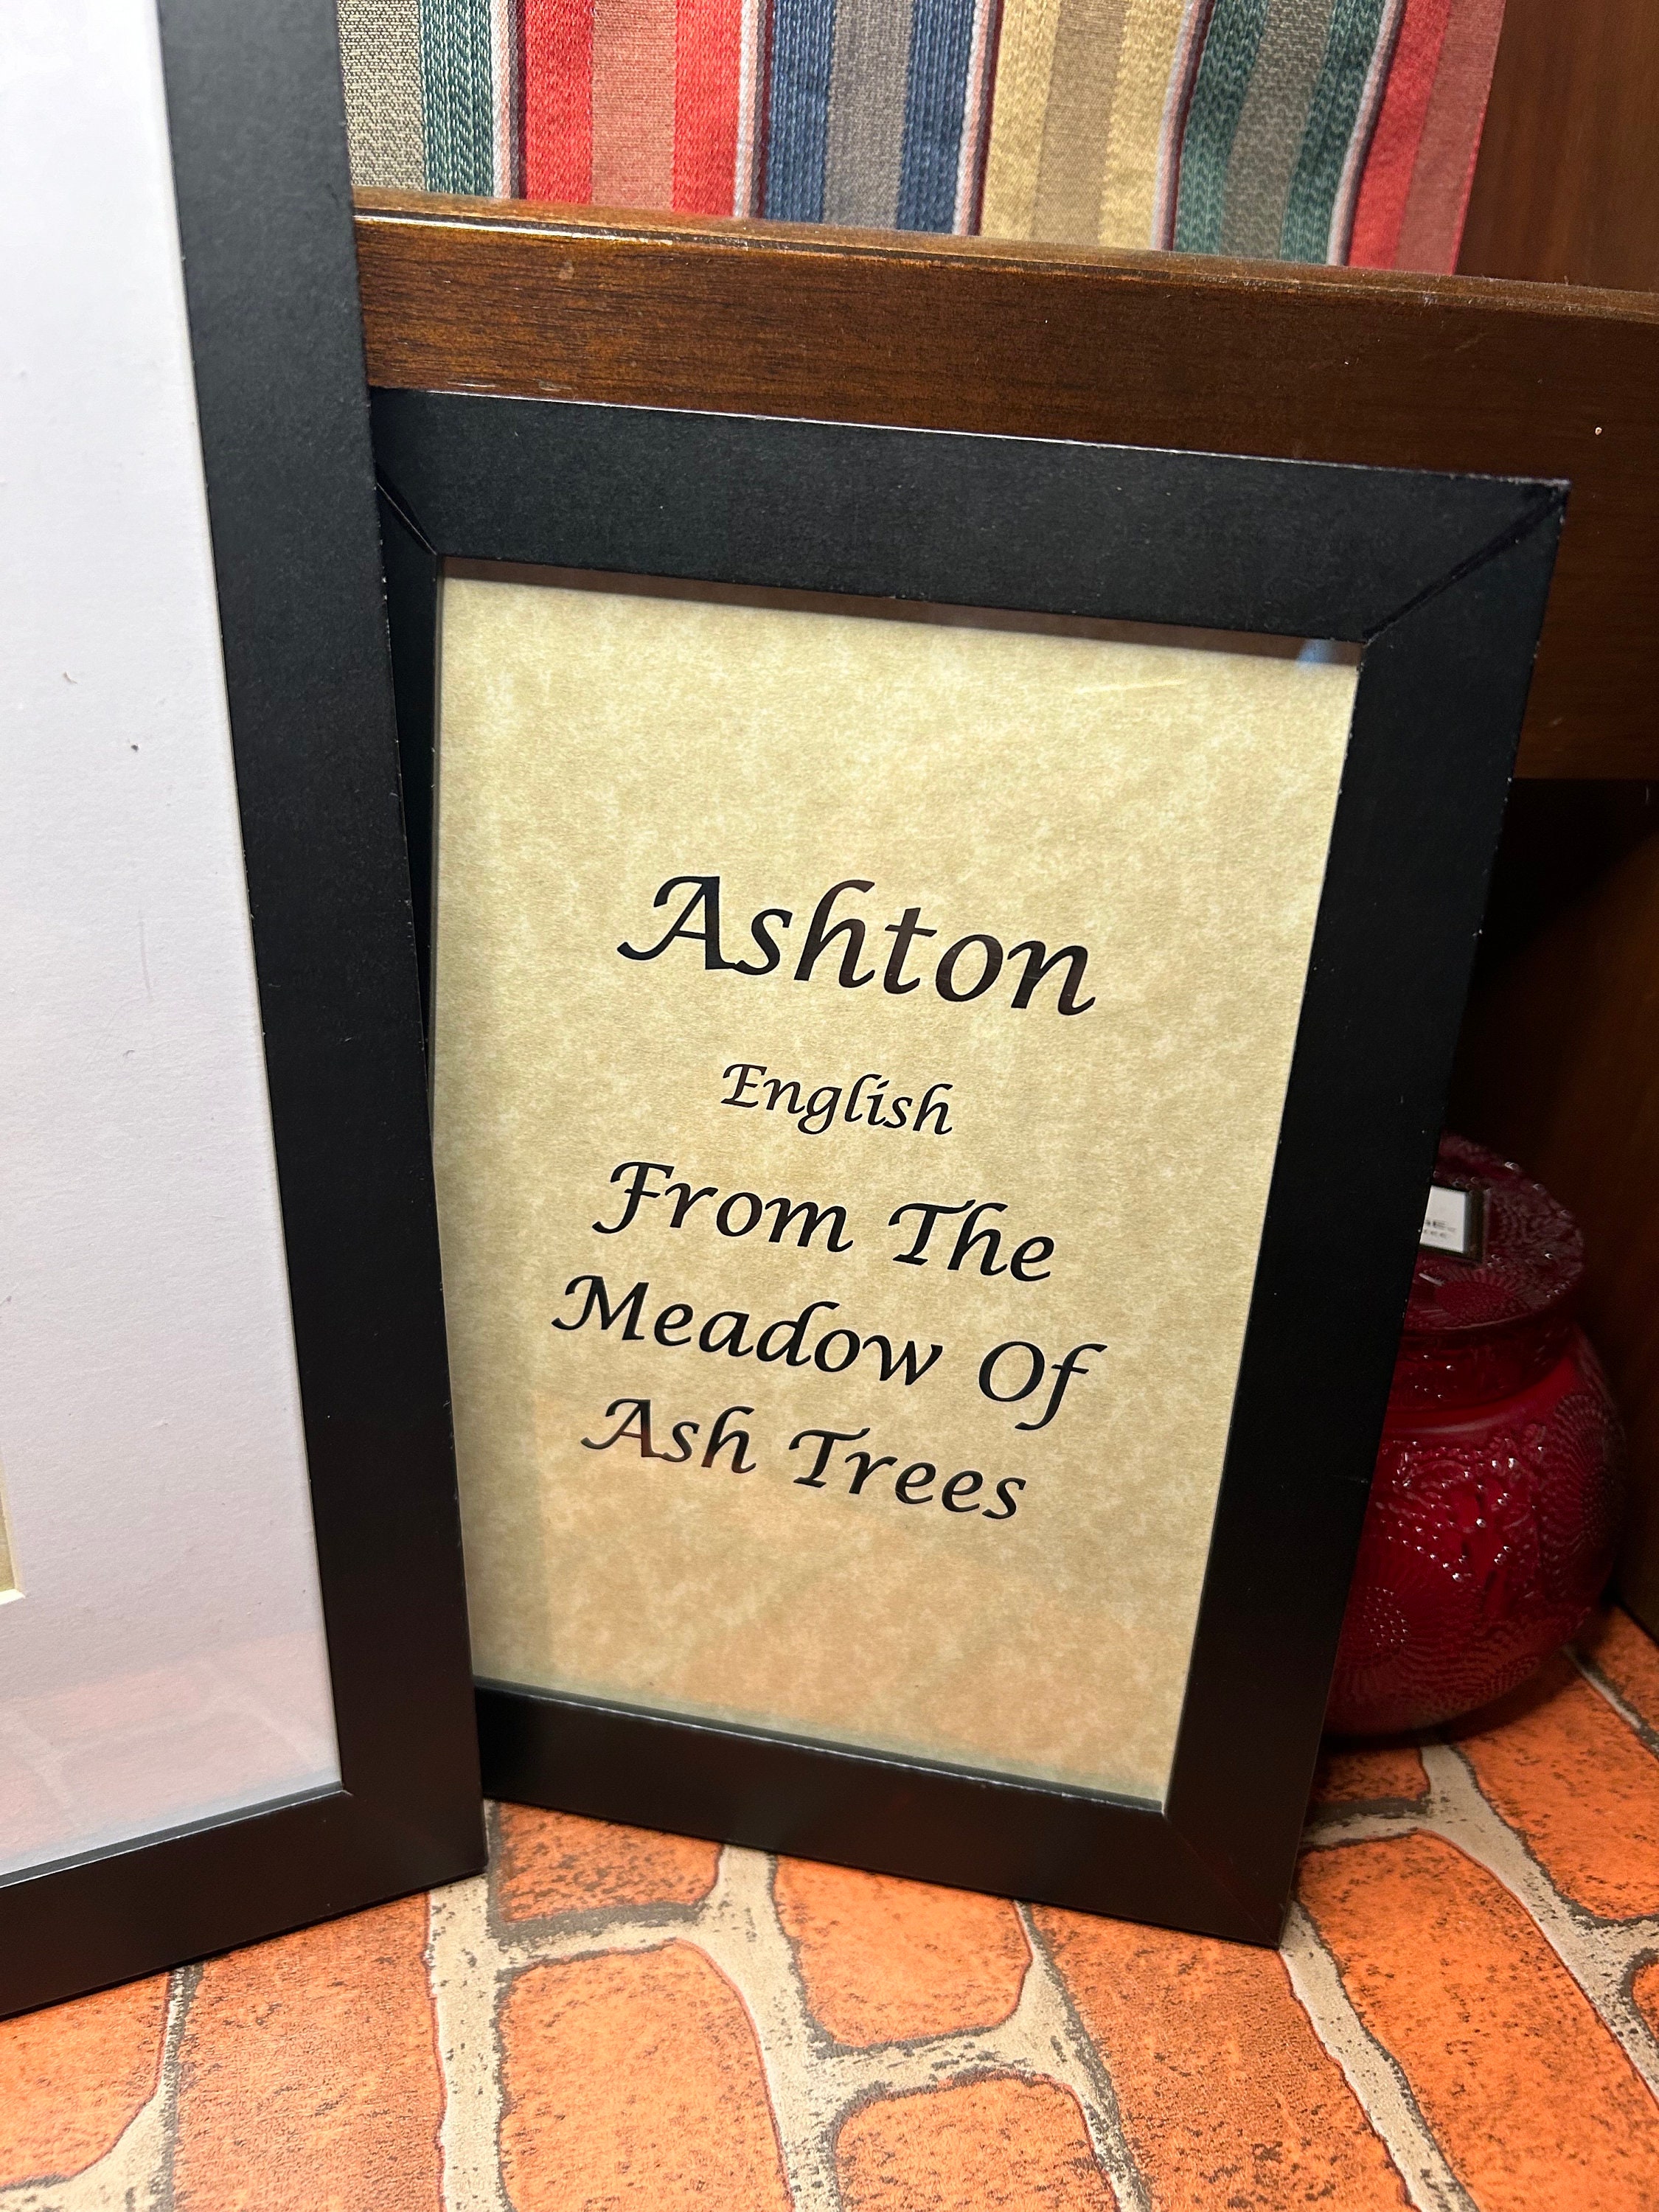 Ashton
English
From The
Meadow Of
Ash Trees